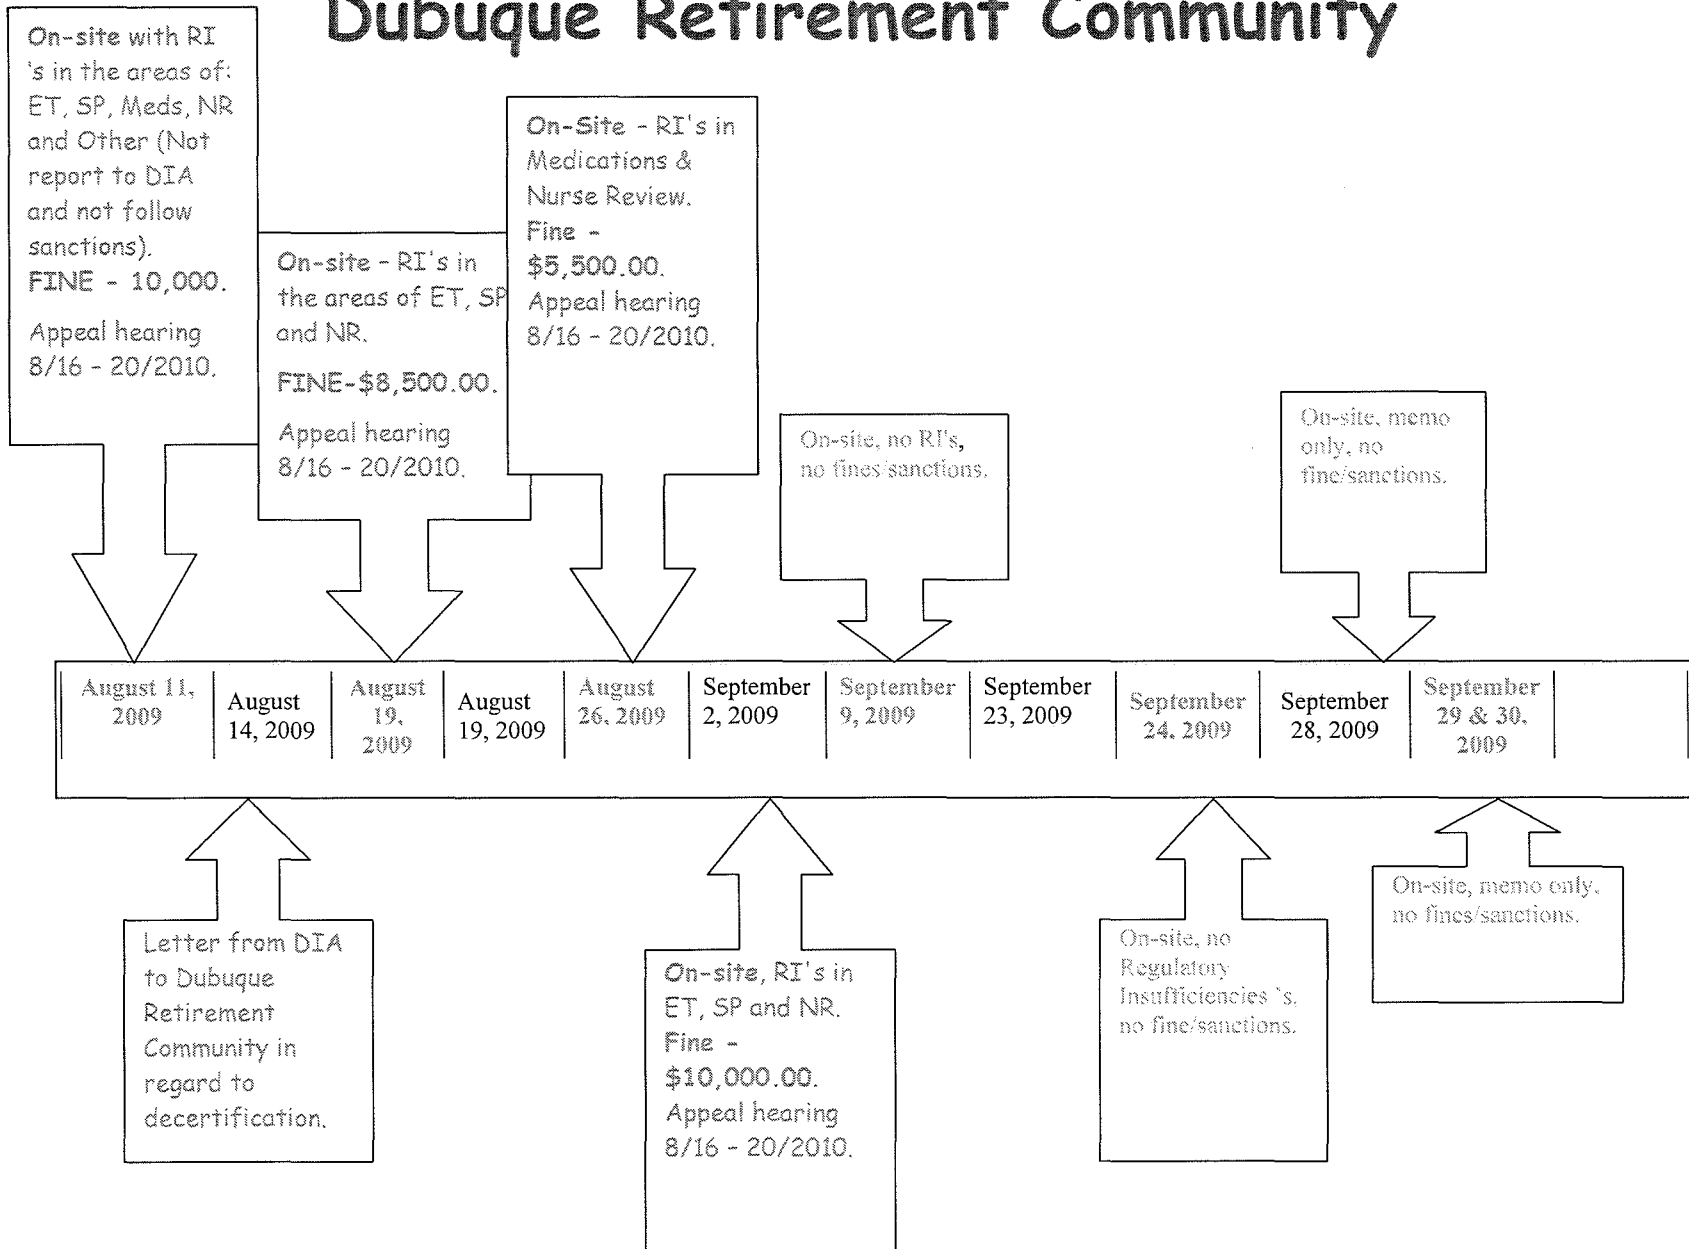 Dubuque Retirement Community
On-site with RI
's in the areas of:
ET, SP, Meds, NR
and Other (Not
report to DIA
and not follow
sanctions).
FINE - 10,000.
Appeal hearing
8/16 - 20/2010.
On-site - RI's in
the areas of ET, SP
and NR.
FINE-$8,500.00.
Appeal hearing
8/16 - 20/2010.
On-Site - RI's in
Medications &
Nurse Review.
Fine -
$5,500.00.
Appeal hearing
8/16 - 20/2010.
On-site, no RI's,
no fines/sanctions.
On-site, memo
only, no
fine/sanctions.
August 11,
2009
August
14, 2009
August
19,
2009
August
19, 2009
August
26, 2009
September
2, 2009
September
9, 2009
September
23, 2009
September
24, 2009
September
28, 2009
September
29 & 30,
2009
Letter from DIA
to Dubuque
Retirement
Community in
regard to
decertification.
On-site, RI's in
ET, SP and NR.
Fine -
$10,000.00.
Appeal hearing
8/16 - 20/2010.
On-site, no
Regulatory
Insufficiencies `s,
no fine/sanctions.
On-site, memo only,
no fines/sanctions.